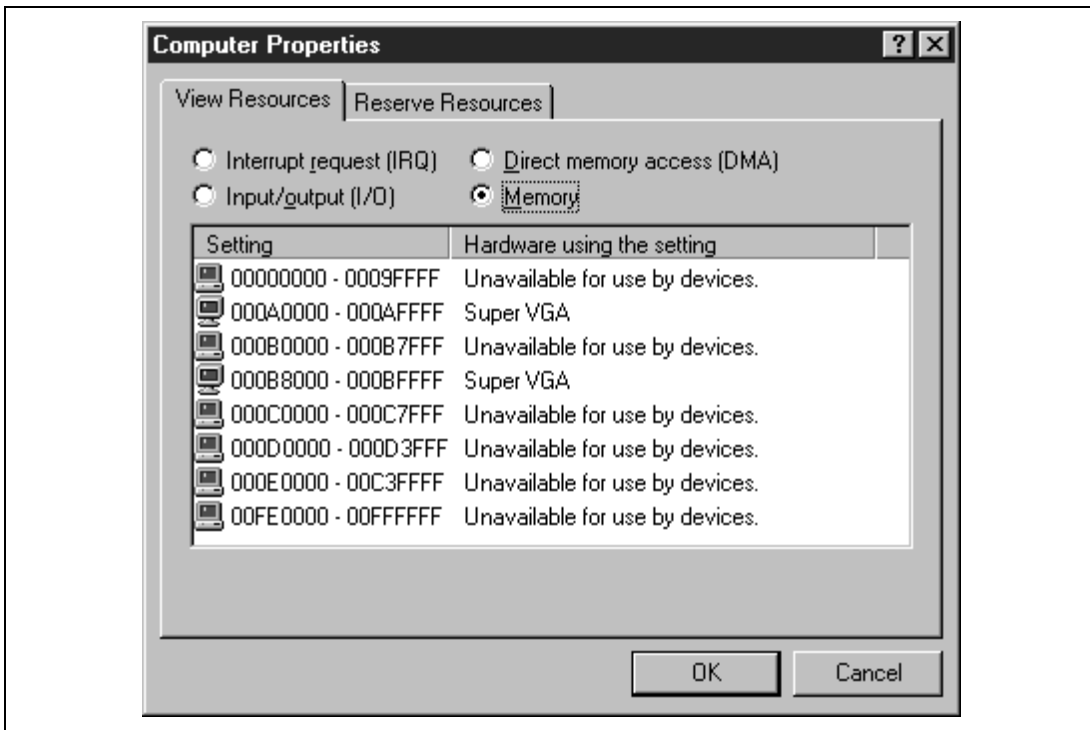 Computer Properties
View Resources Reserve Resources
Interrupt request (IRQ) Direct memory access (DMA)
Input/output (I/O) Memory
Setting Hardware using the setting
00000000 - 0009FFFF Unavailable for use by devices.
000A0000 - 000AFFFF Super VGA
000B0000 - 000B7FFF Unavailable for use by devices.
000B8000 - 000BFFFF Super VGA
000C0000 - 000C7FFF Unavailable for use by devices.
000D0000 - 000D3FFF Unavailable for use by devices.
000E0000 - 00C3FFFF Unavailable for use by devices.
00FE0000 - 00FFFFFF Unavailable for use by devices.
OK Cancel